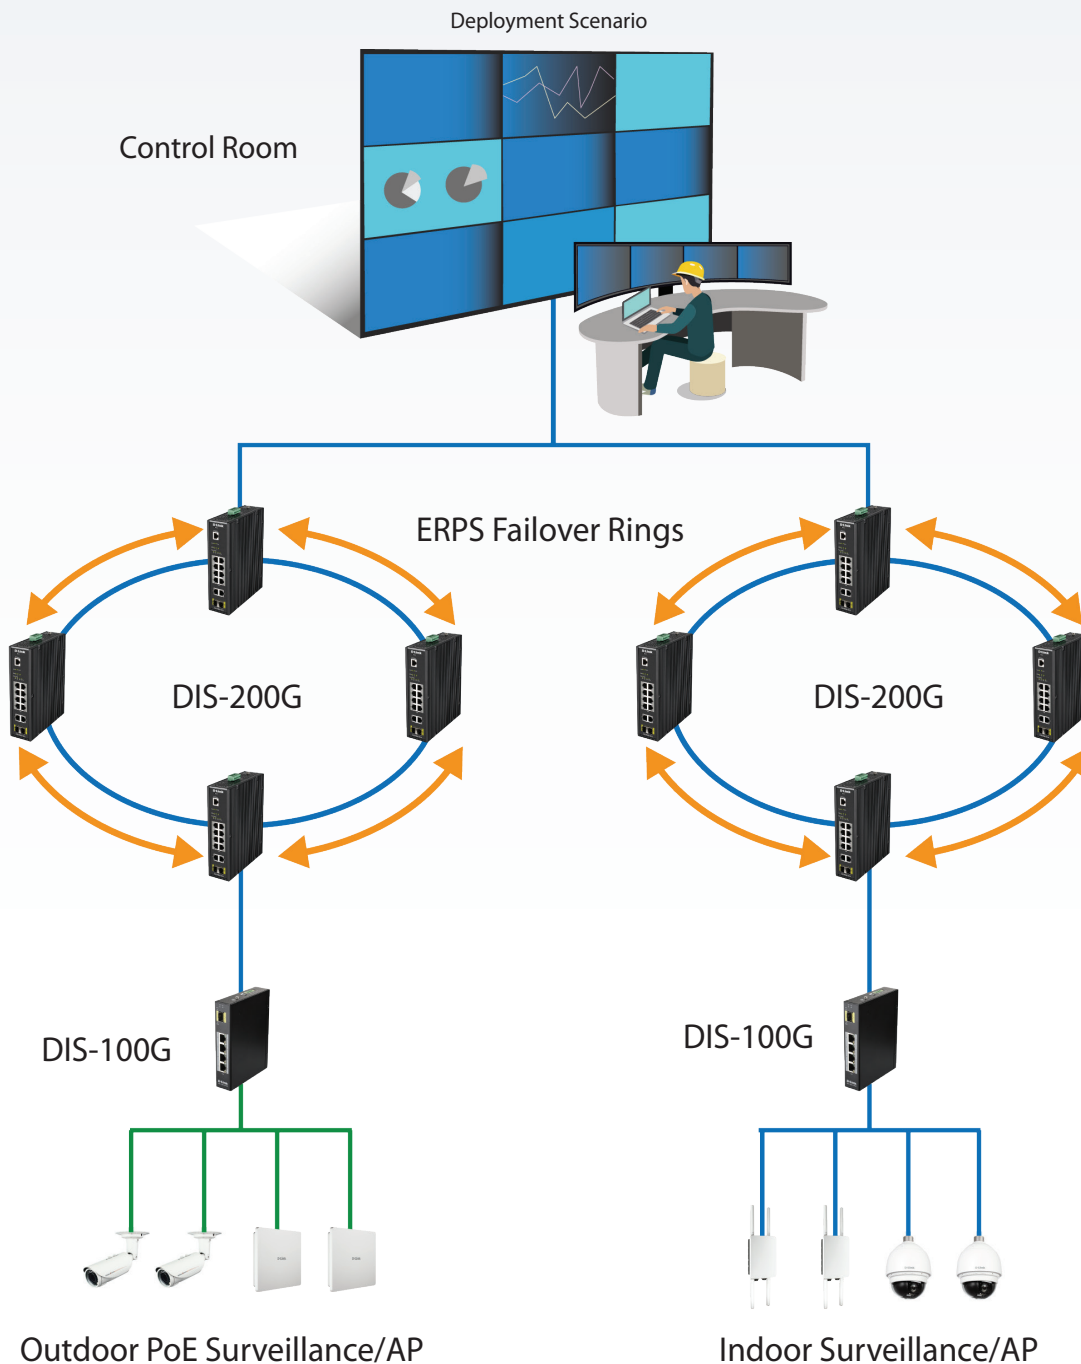 Deployment Scenario
Control Room
ERPS Failover Rings
DIS-200G
DIS-200G
DIS-100G
DIS-100G
Outdoor PoE Surveillance/AP
Indoor Surveillance/AP